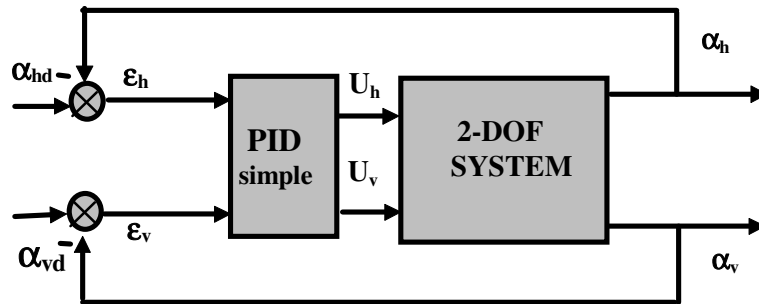 αh
αhd
-
εh
Uh
PID
simple
2-DOF
SYSTEM
Uv
εv
-
αvd
αv